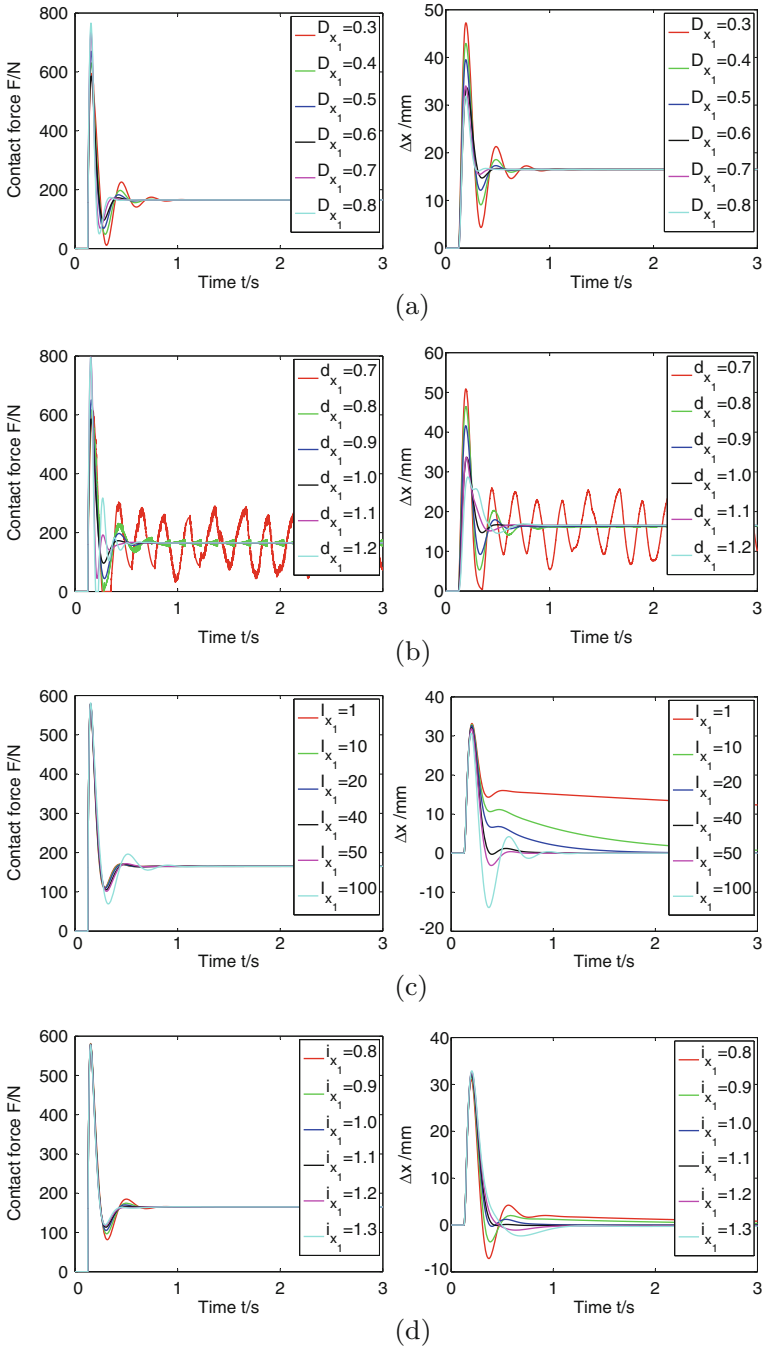 Contact force F/N
800
600
400
200
0
0
1
2
3
Time t/s
D_x1=0.3
D_x1=0.4
D_x1=0.5
D_x1=0.6
D_x1=0.7
D_x1=0.8
Δx /mm
50
40
30
20
10
0
0
1
2
3
Time t/s
D_x1=0.3
D_x1=0.4
D_x1=0.5
D_x1=0.6
D_x1=0.7
D_x1=0.8
(a)
Contact force F/N
800
600
400
200
0
0
1
2
3
Time t/s
d_x1=0.7
d_x1=0.8
d_x1=0.9
d_x1=1.0
d_x1=1.1
d_x1=1.2
Δx /mm
60
50
40
30
20
10
0
0
1
2
3
Time t/s
d_x1=0.7
d_x1=0.8
d_x1=0.9
d_x1=1.0
d_x1=1.1
d_x1=1.2
(b)
Contact force F/N
600
500
400
300
200
100
0
0
1
2
3
Time t/s
I_x1=1
I_x1=10
I_x1=20
I_x1=40
I_x1=50
I_x1=100
Δx /mm
40
30
20
10
0
-10
-20
0
1
2
3
Time t/s
I_x1=1
I_x1=10
I_x1=20
I_x1=40
I_x1=50
I_x1=100
(c)
Contact force F/N
600
500
400
300
200
100
0
0
1
2
3
Time t/s
i_x1=0.8
i_x1=0.9
i_x1=1.0
i_x1=1.1
i_x1=1.2
i_x1=1.3
Δx /mm
40
30
20
10
0
-10
0
1
2
3
Time t/s
i_x1=0.8
i_x1=0.9
i_x1=1.0
i_x1=1.1
i_x1=1.2
i_x1=1.3
(d)